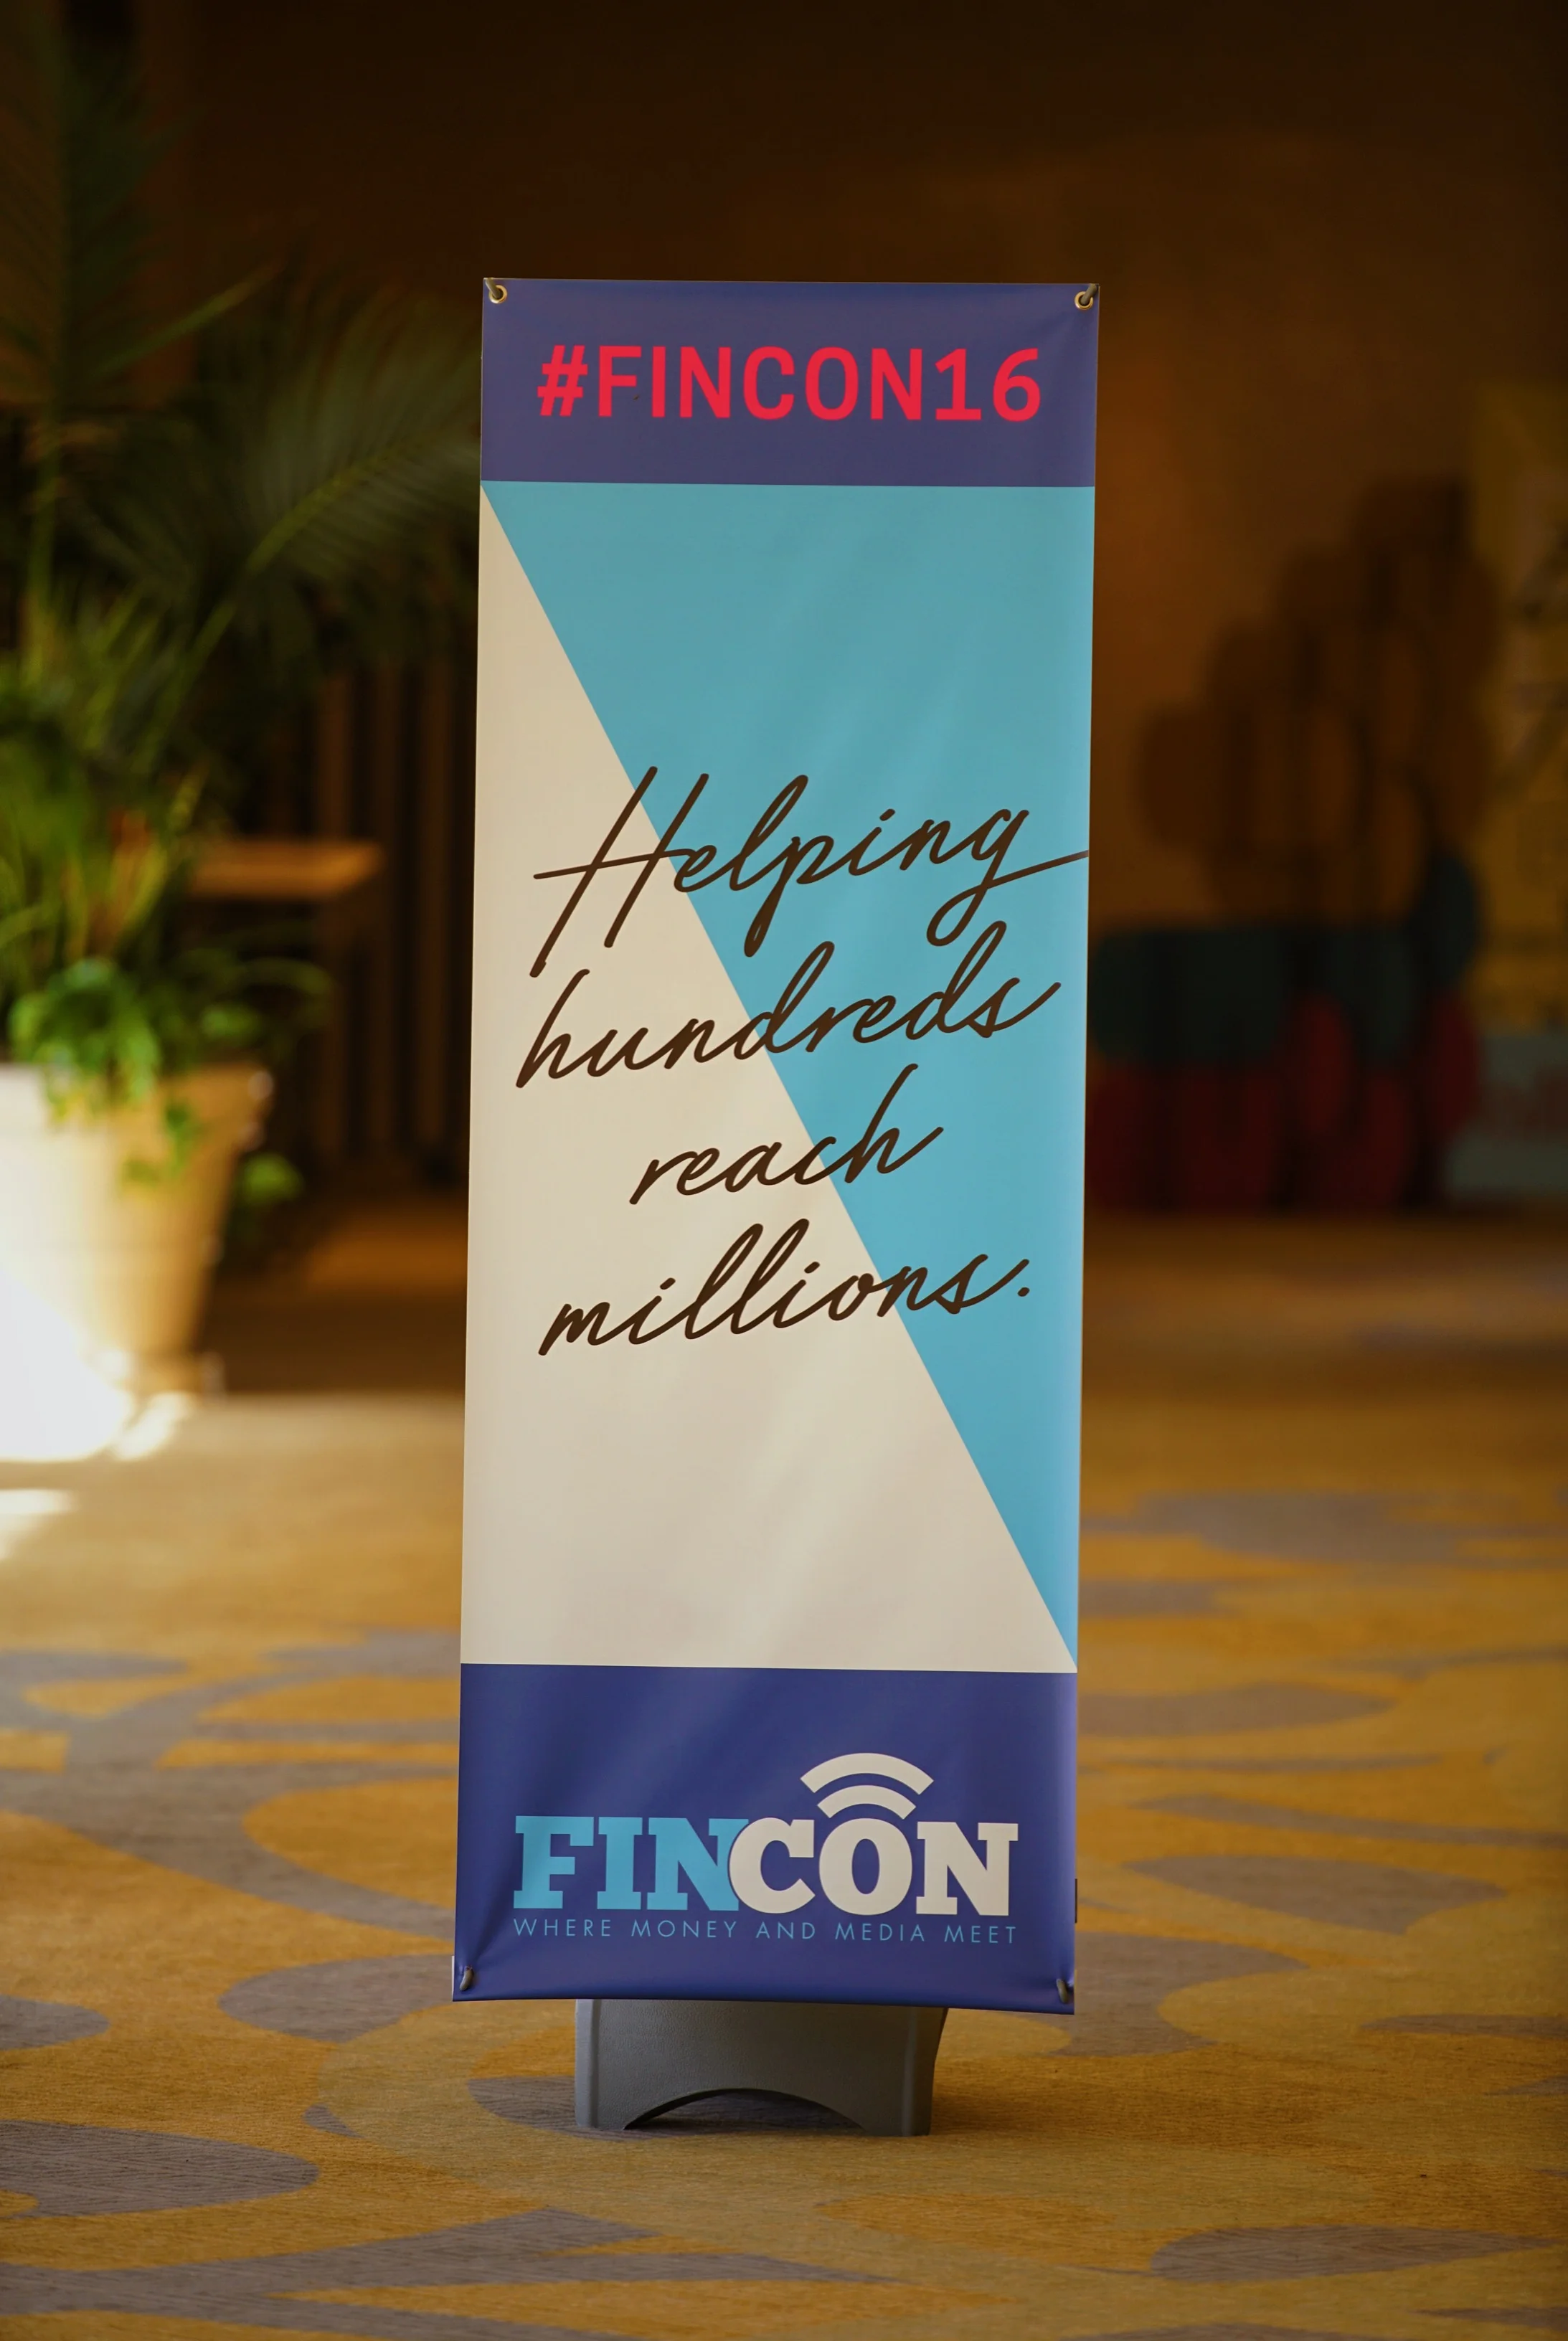 #FINCON16
Helping
hundreds
reach
millions.
FINCON
WHERE MONEY AND MEDIA MEET